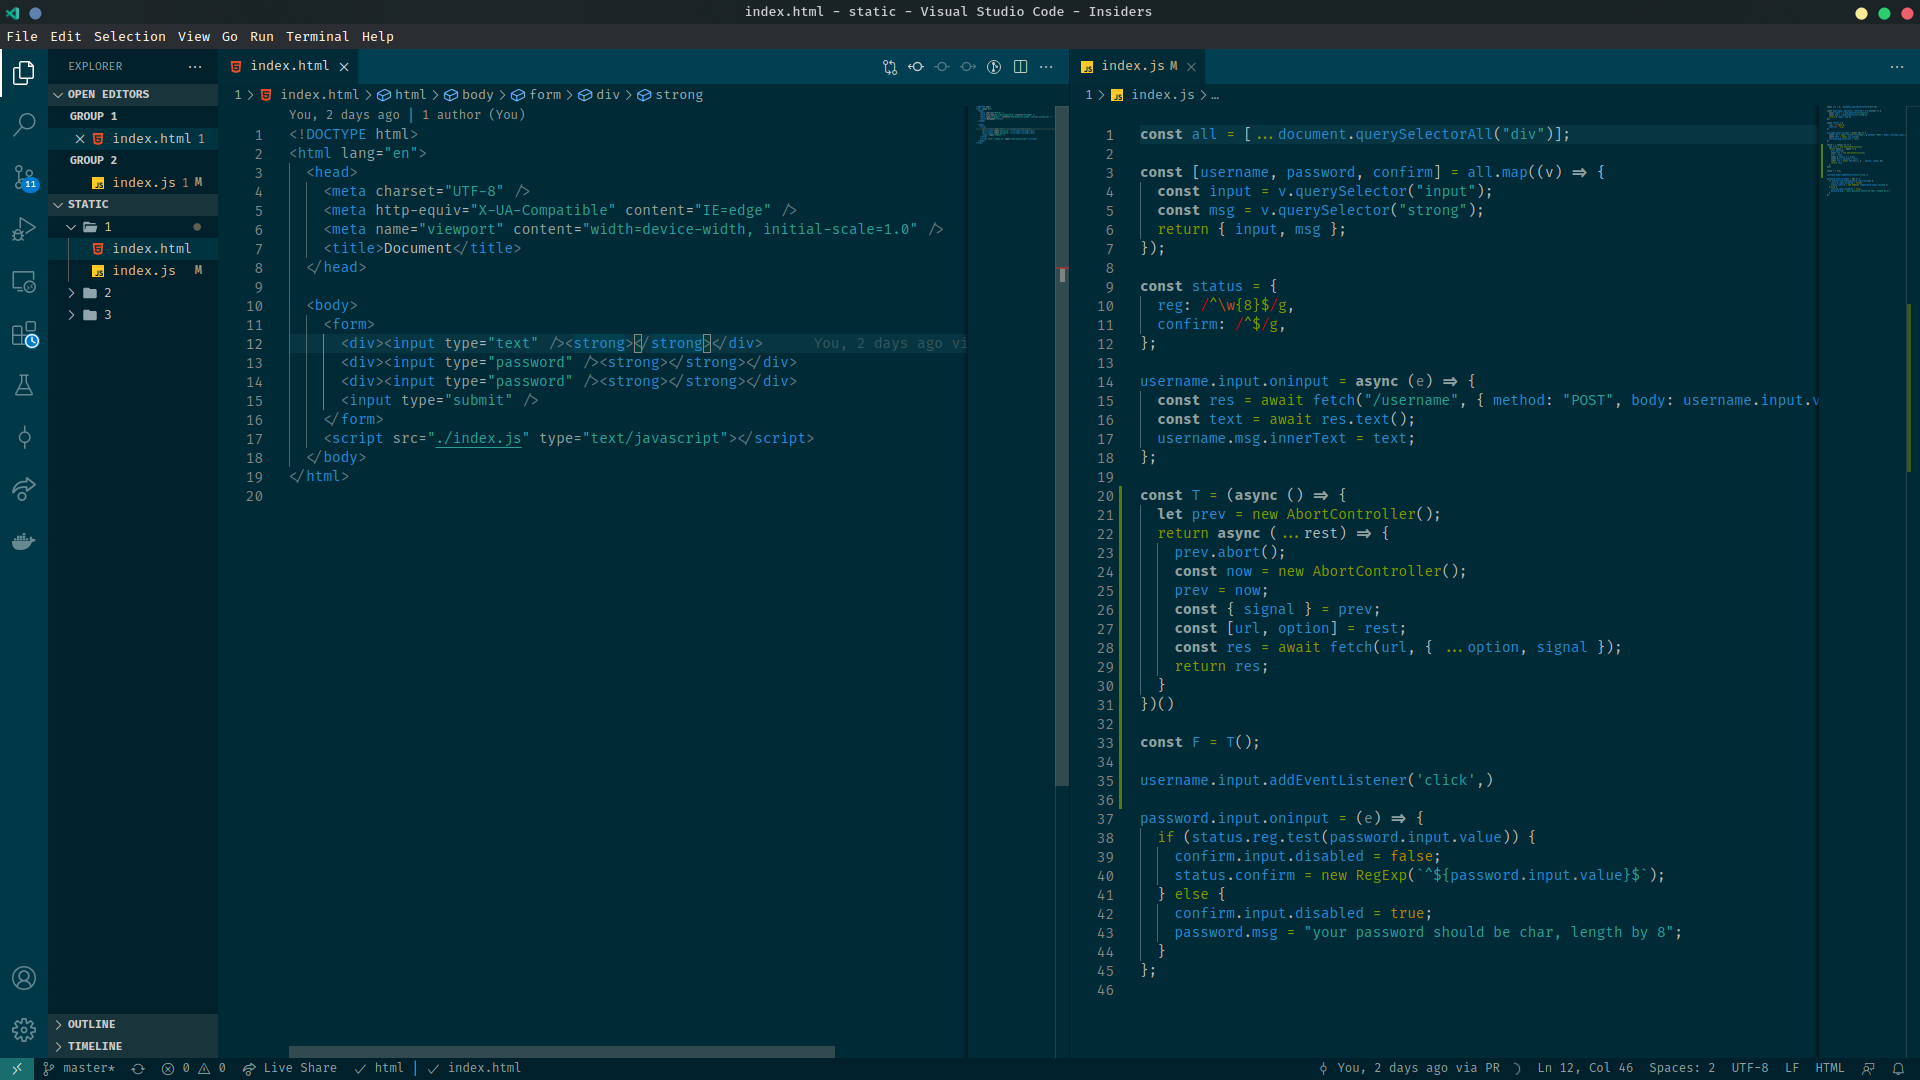 index.html - static - Visual Studio Code - Insiders
File Edit Selection View Go Run Terminal Help
EXPLORER
OPEN EDITORS
GROUP 1
index.html 1
GROUP 2
index.js 1 M
STATIC
1
index.html
index.js M
2
3
OUTLINE
TIMELINE
11
index.html
1 > index.html > html > body > form > div > strong
You, 2 days ago | 1 author (You)
1 <!DOCTYPE html>
2 <html lang="en">
3 <head>
4 <meta charset="UTF-8" />
5 <meta http-equiv="X-UA-Compatible" content="IE=edge" />
6 <meta name="viewport" content="width=device-width, initial-scale=1.0" />
7 <title>Document</title>
8 </head>
9
10 <body>
11 <form>
12 <div><input type="text" /><strong></strong></div> You, 2 days ago vi
13 <div><input type="password" /><strong></strong></div>
14 <div><input type="password" /><strong></strong></div>
15 <input type="submit" />
16 </form>
17 <script src="./index.js" type="text/javascript"></script>
18 </body>
19 </html>
20
index.js M
1 > index.js > ...
1 const all = [...document.querySelectorAll("div")];
2
3 const [username, password, confirm] = all.map((v) => {
4 const input = v.querySelector("input");
5 const msg = v.querySelector("strong");
6 return { input, msg };
7 });
8
9 const status = {
10 reg: /^\w{8}$/g,
11 confirm: /^$/g,
12 };
13
14 username.input.oninput = async (e) => {
15 const res = await fetch("/username", { method: "POST", body: username.input.v
16 const text = await res.text();
17 username.msg.innerText = text;
18 };
19
20 const T = (async () => {
21 let prev = new AbortController();
22 return async (...rest) => {
23 prev.abort();
24 const now = new AbortController();
25 prev = now;
26 const { signal } = prev;
27 const [url, option] = rest;
28 const res = await fetch(url, { ...option, signal });
29 return res;
30 }
31 })()
32
33 const F = T();
34
35 username.input.addEventListener('click',)
36
37 password.input.oninput = (e) => {
38 if (status.reg.test(password.input.value)) {
39 confirm.input.disabled = false;
40 status.confirm = new RegExp(`^${password.input.value}$`);
41 } else {
42 confirm.input.disabled = true;
43 password.msg = "your password should be char, length by 8";
44 }
45 };
46
master* 0 0 Live Share html | index.html You, 2 days ago via PR Ln 12, Col 46 Spaces: 2 UTF-8 LF HTML